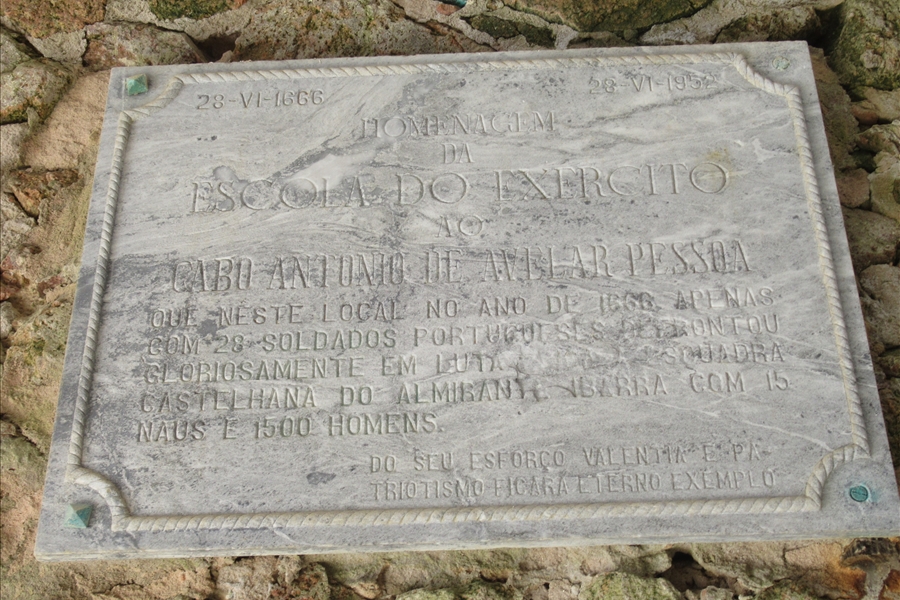 28-VI-1666 28-VI-1952
HOMENAGEM
DA
ESCOLA DO EXERCITO
AO
CABO ANTONIO DE AVELAR PESSOA
QUE NESTE LOCAL NO ANO DE 1666 APENAS
COM 28 SOLDADOS PORTUGUESES DEFRONTOU
GLORIOSAMENTE EM LUTA A ESQUADRA
CASTELHANA DO ALMIRANTE IBARRA COM 15
NAUS E 1500 HOMENS.
DO SEU ESFORÇO VALENTIA E PA-
TRIOTISMO FICARÁ ETERNO EXEMPLO